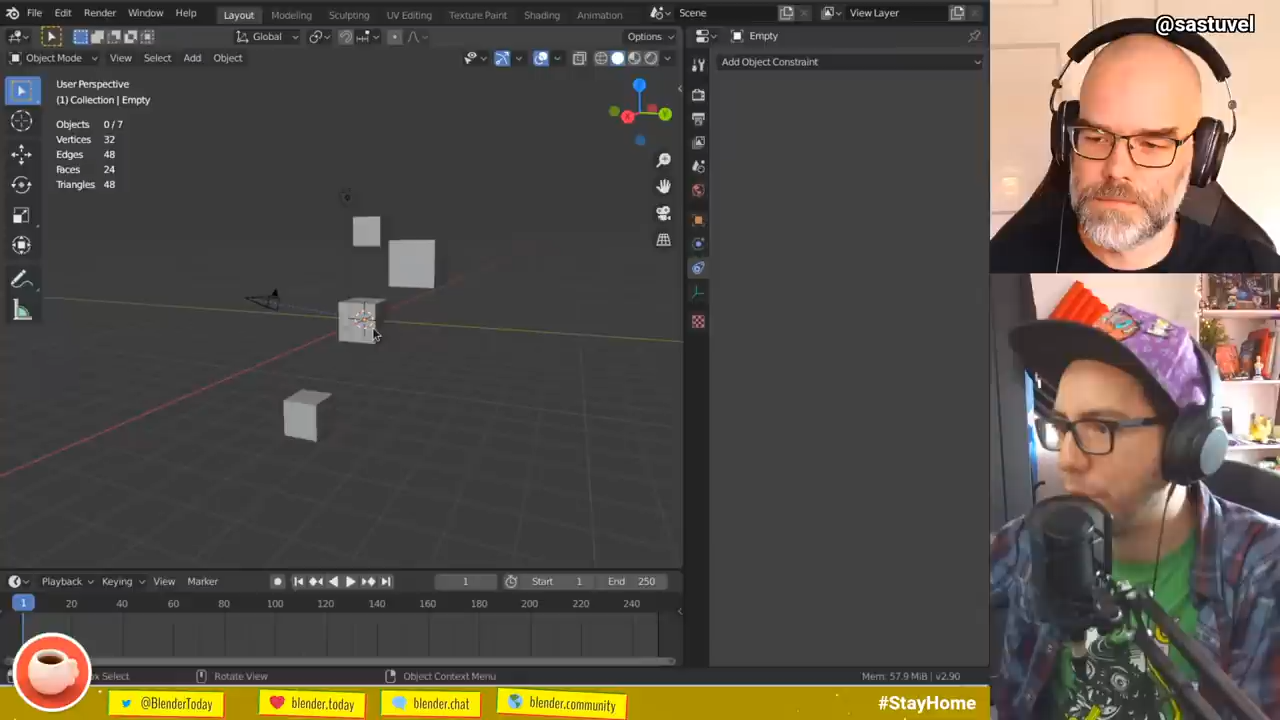 File Edit Render Window Help
Layout Modeling Sculpting UV Editing Texture Paint Shading Animation
Scene
View Layer
Global
Options
Empty
Object Mode View Select Add Object
Add Object Constraint
User Perspective
(1) Collection | Empty
Objects 0 / 7
Vertices 32
Edges 48
Faces 24
Triangles 48
X
Y
Z
@sastuvel
Playback Keying View Marker
1
Start 1
End 250
1 20 40 60 80 100 120 140 160 180 200 220 240
Select
Rotate View
Object Context Menu
Mem: 57.9 MiB | v2.90
@BlenderToday
blender.today
blender.chat
blender.community
#StayHome